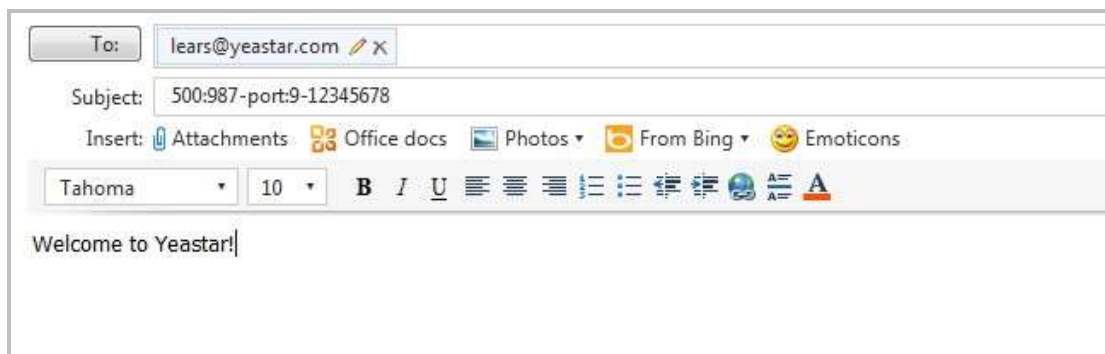 To: lears@yeastar.com
Subject: 500:987-port:9-12345678
Insert: Attachments Office docs Photos From Bing Emoticons
Tahoma 10 B I U A
Welcome to Yeastar!